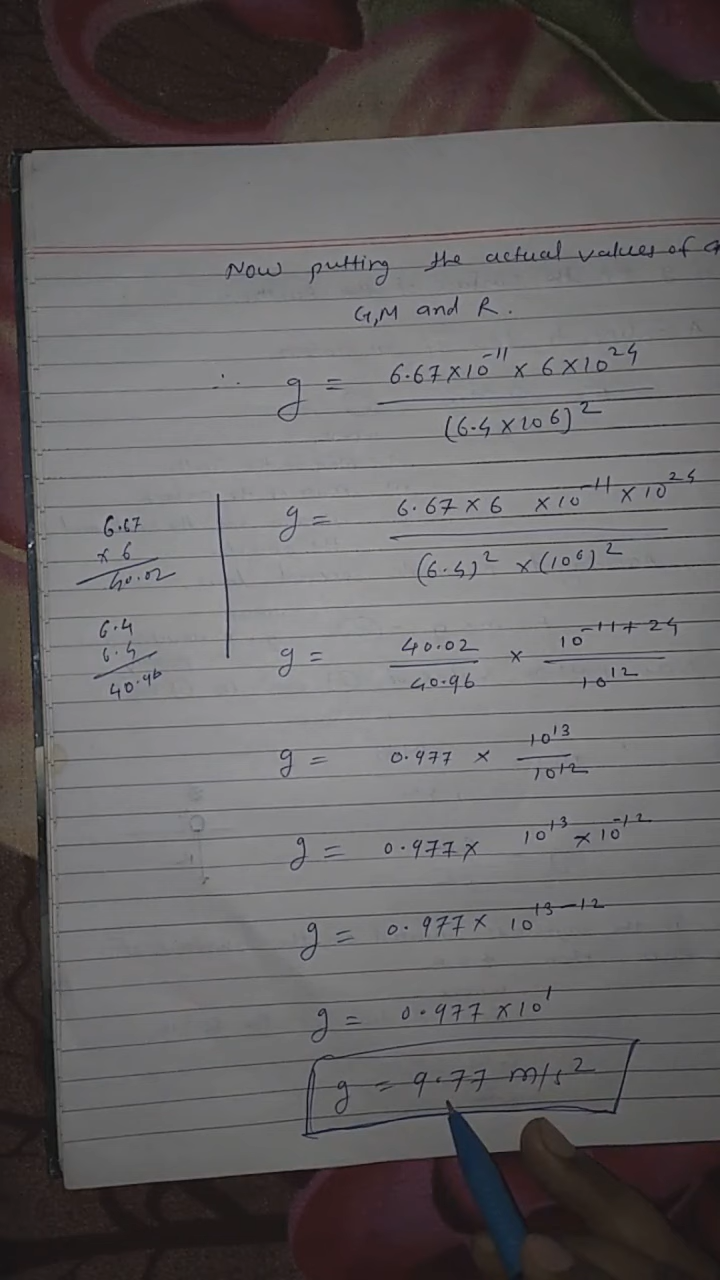 Now putting the actual values of G
G,M and R.
∴ g = 6.67×10⁻¹¹ × 6×10²⁴ / (6.4×10⁶)²
g = 6.67×6 ×10⁻¹¹×10²⁴ / (6.4)² ×(10⁶)²
6.67
× 6
40.02
6.4
6.4
40.96
g = 40.02 / 40.96 × 10⁻¹¹⁺²⁴ / 10¹²
g = 0.977 × 10¹³ / 10¹²
g = 0.977× 10¹³ ×10⁻¹²
g = 0.977× 10¹³⁻¹²
g = 0.977 ×10¹
g = 9.77 m/s²